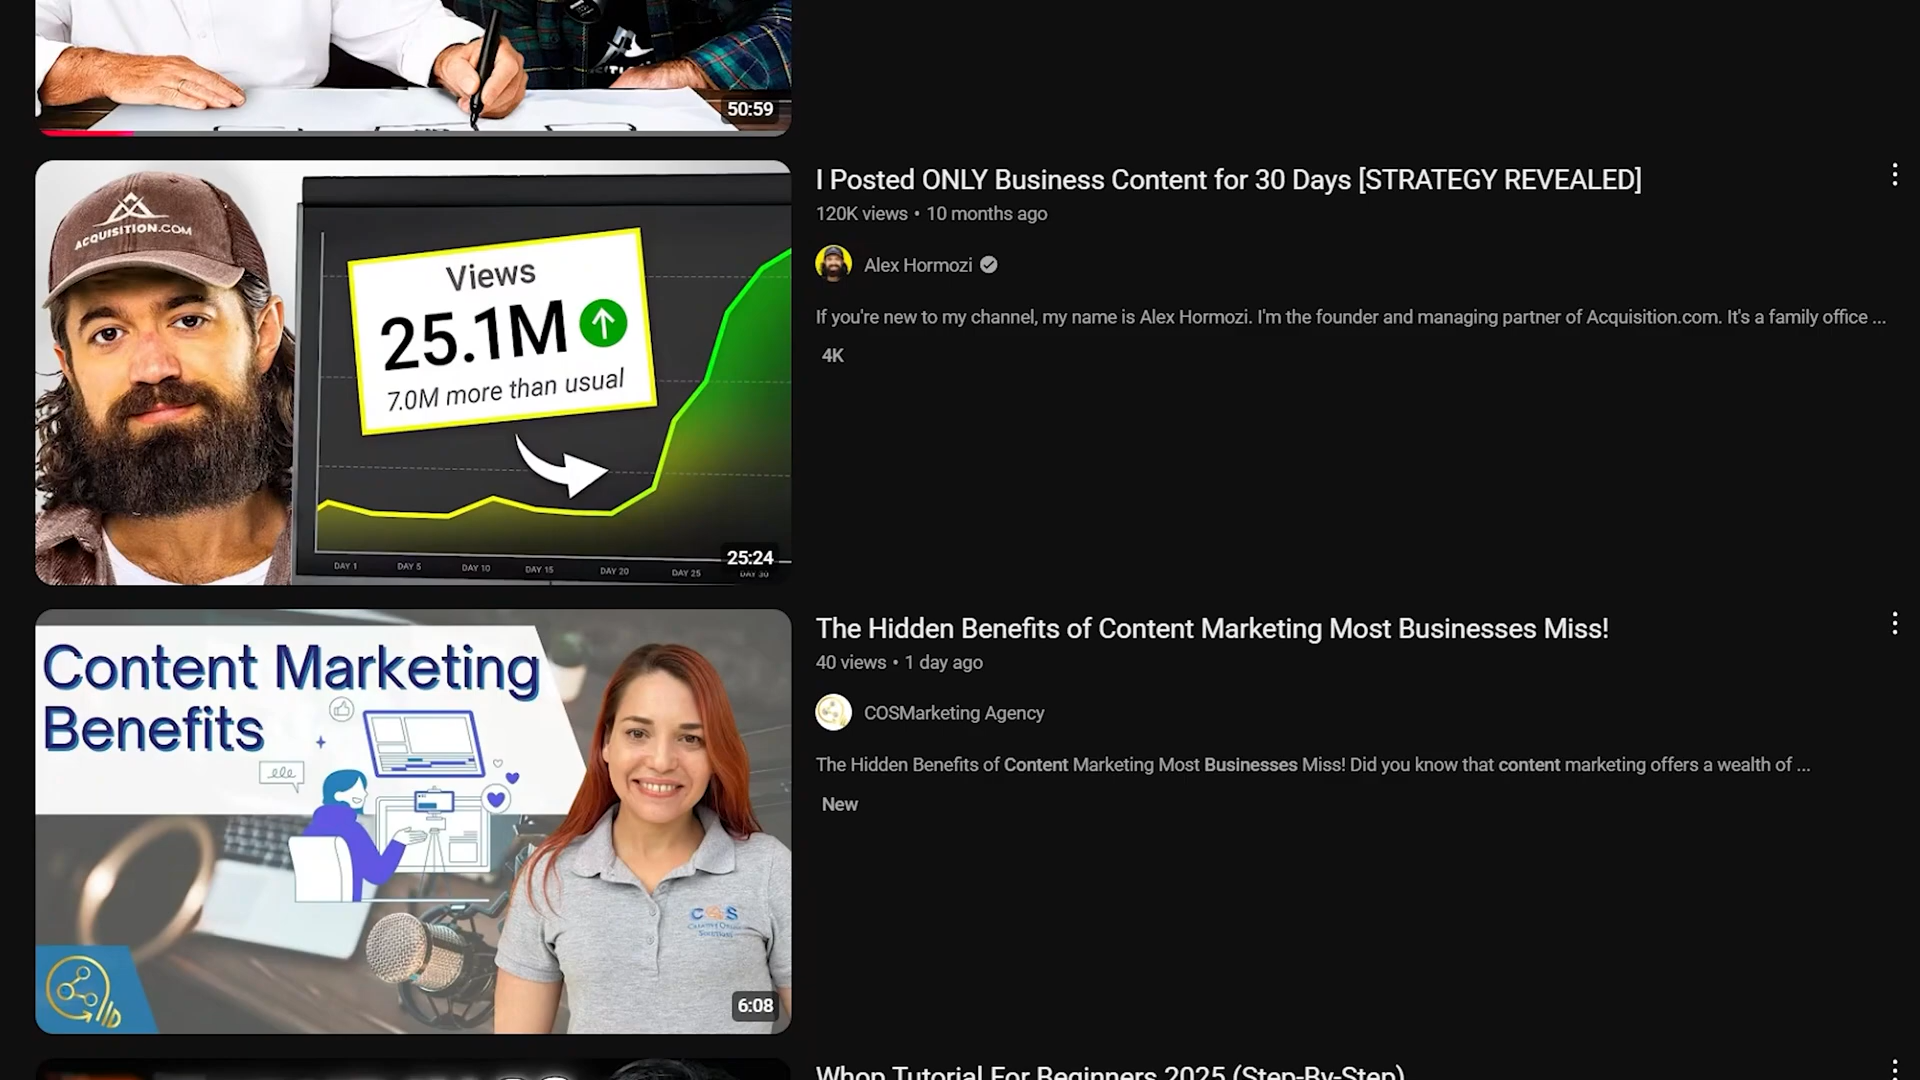 50:59
ACQUISITION.COM
Views
25.1M
7.0M more than usual
DAY 1 DAY 5 DAY 10 DAY 15 DAY 20 DAY 25 DAY 30
25:24
I Posted ONLY Business Content for 30 Days [STRATEGY REVEALED]
120K views • 10 months ago
Alex Hormozi
If you're new to my channel, my name is Alex Hormozi. I'm the founder and managing partner of Acquisition.com. It's a family office ...
4K
Content Marketing
Benefits
COS
6:08
The Hidden Benefits of Content Marketing Most Businesses Miss!
40 views • 1 day ago
COSMarketing Agency
The Hidden Benefits of Content Marketing Most Businesses Miss! Did you know that content marketing offers a wealth of ...
New
Whop Tutorial For Beginners 2025 (Step-By-Step)